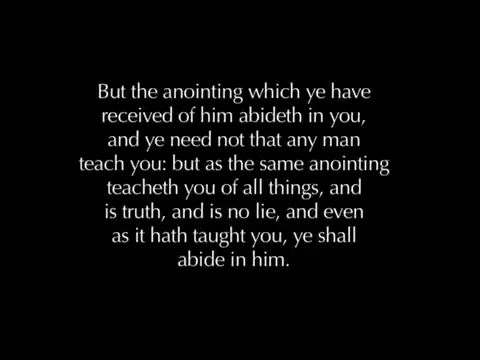 But the anointing which ye have
received of him abideth in you,
and ye need not that any man
teach you: but as the same anointing
teacheth you of all things, and
is truth, and is no lie, and even
as it hath taught you, ye shall
abide in him.